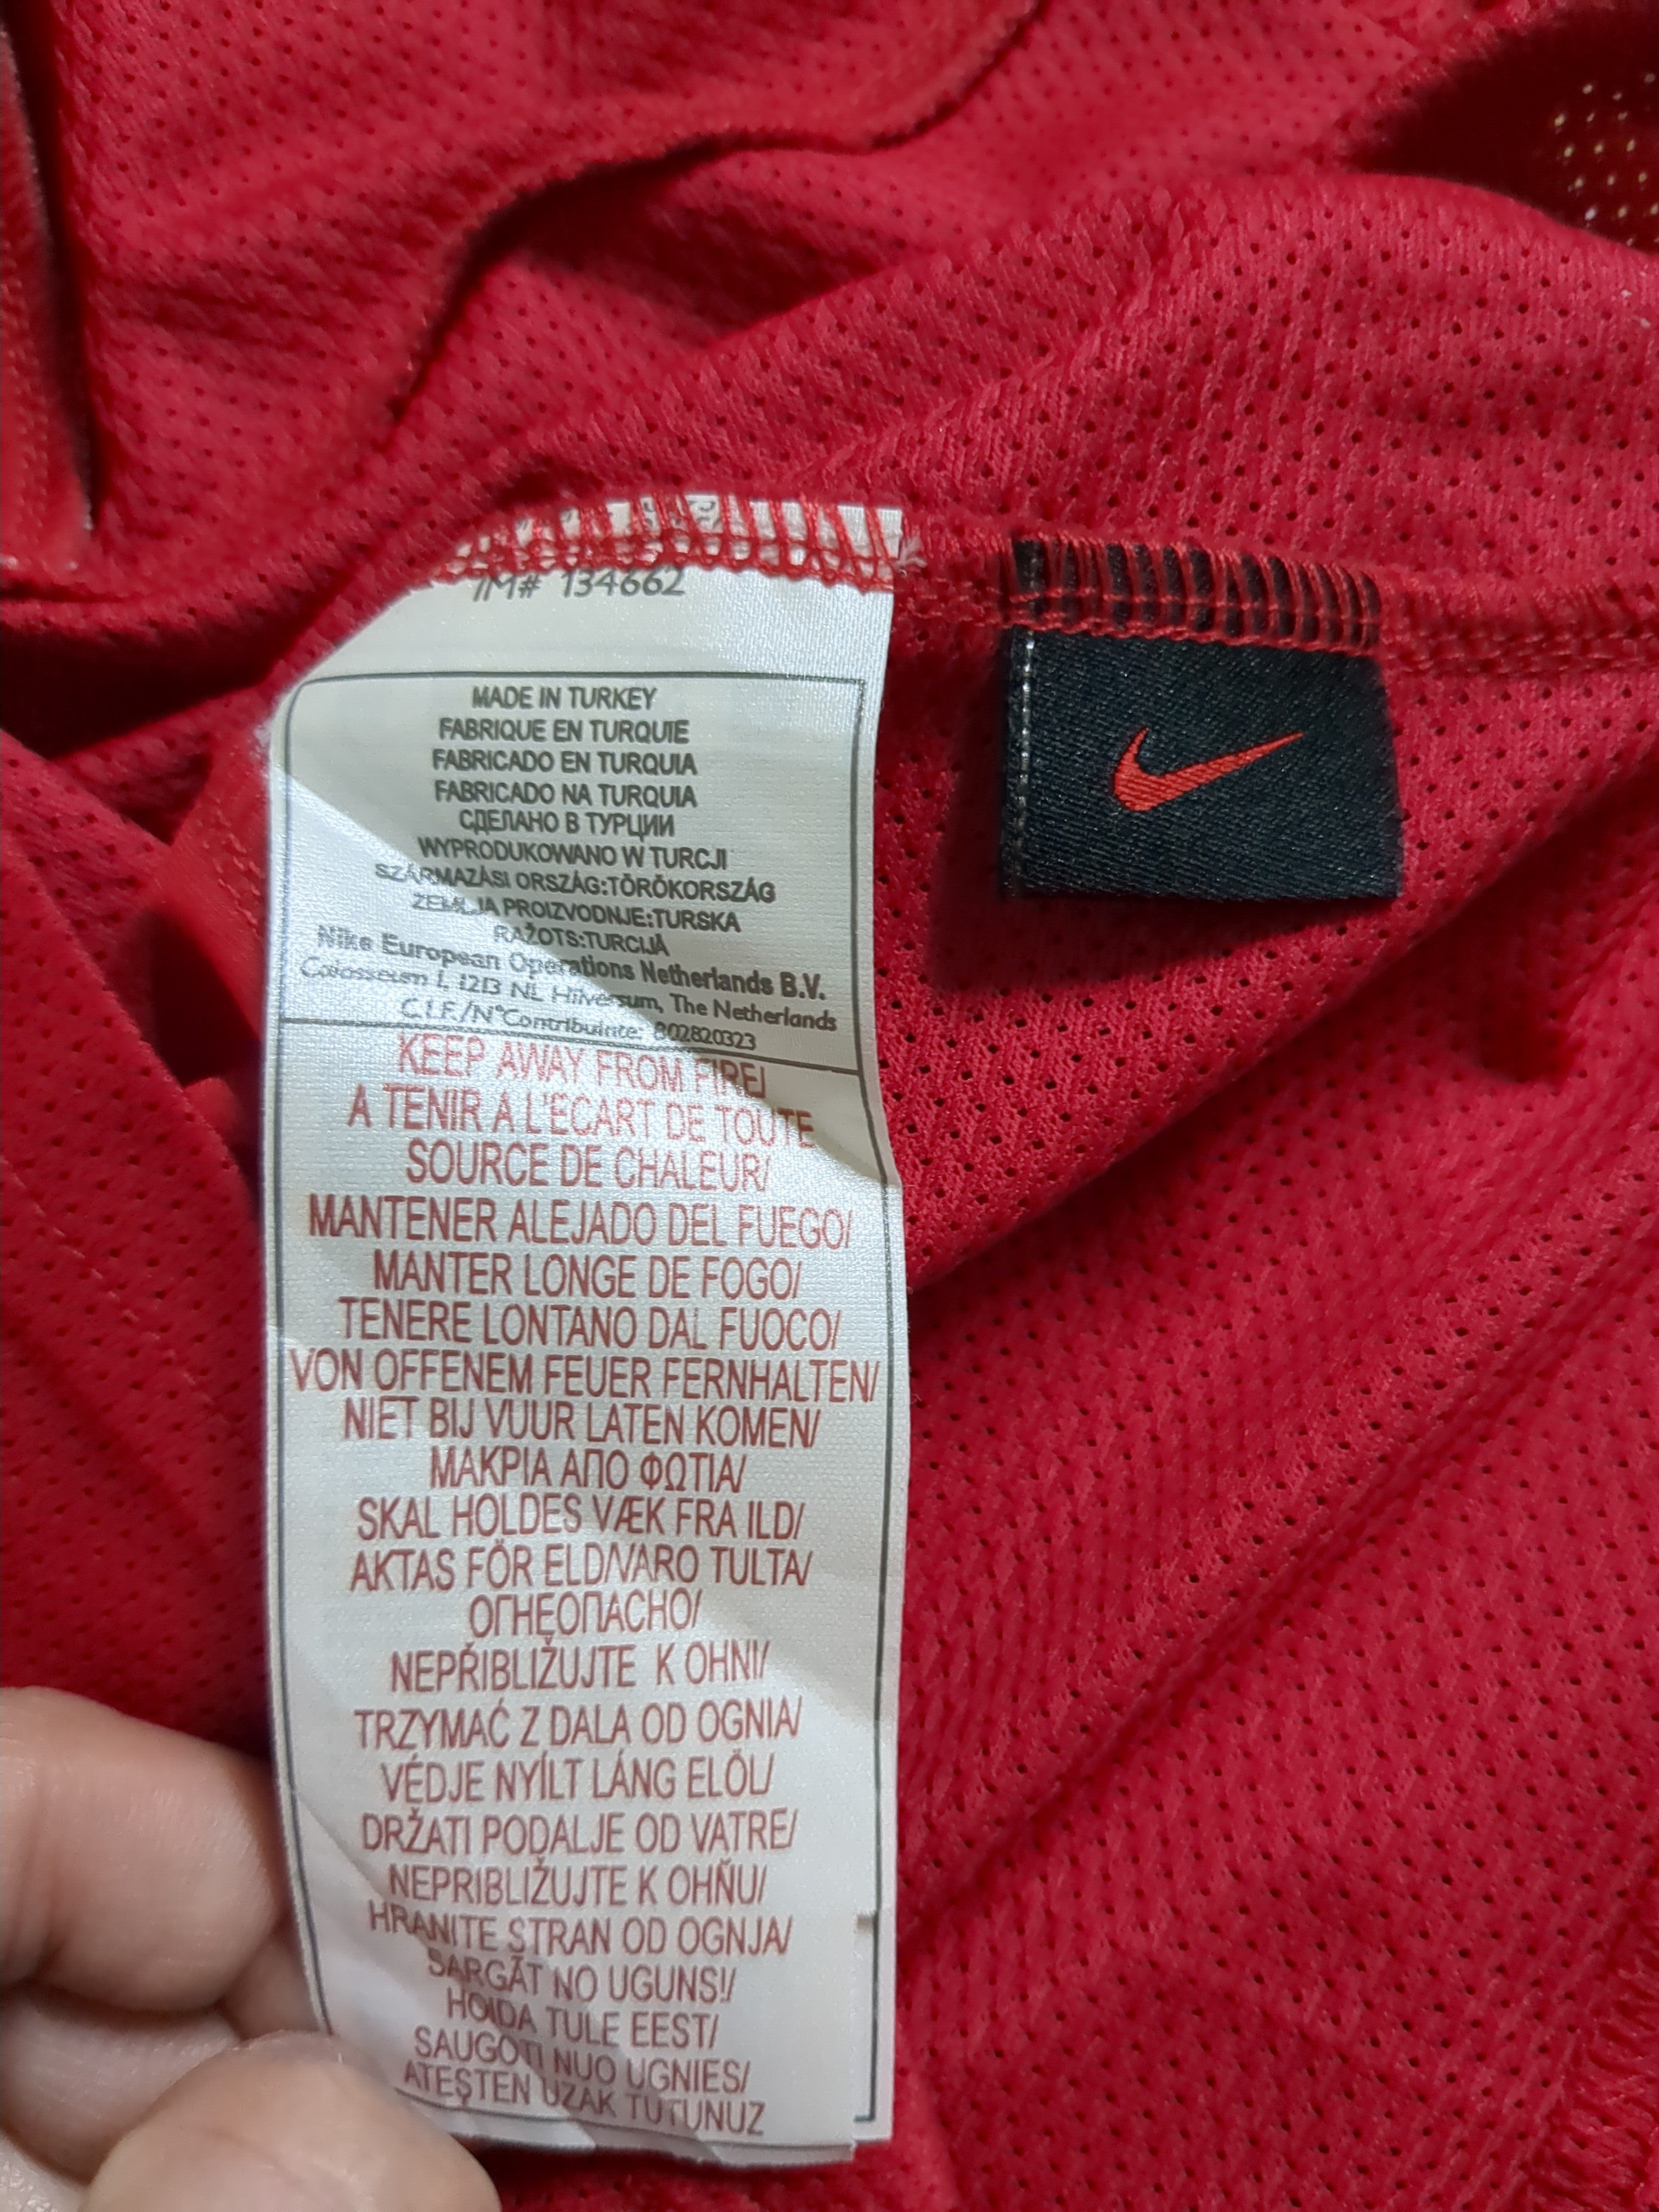 /M# 134662
MADE IN TURKEY
FABRIQUE EN TURQUIE
FABRICADO EN TURQUIA
FABRICADO NA TURQUIA
СДЕЛАНО В ТУРЦИИ
WYPRODUKOWANO W TURCJI
SZÁRMAZÁSI ORSZÁG:TÖRÖKORSZÁG
ZEMLJA PROIZVODNJE:TURSKA
RAŽOTS:TURCIJĀ
Nike European Operations Netherlands B.V.
Colosseum 1, 1213 NL Hilversum, The Netherlands
C.I.F./N°Contribuinte: 802820323
KEEP AWAY FROM FIRE/
A TENIR A L'ECART DE TOUTE
SOURCE DE CHALEUR/
MANTENER ALEJADO DEL FUEGO/
MANTER LONGE DE FOGO/
TENERE LONTANO DAL FUOCO/
VON OFFENEM FEUER FERNHALTEN/
NIET BIJ VUUR LATEN KOMEN/
ΜΑΚΡΙΑ ΑΠΟ ΦΩΤΙΑ/
SKAL HOLDES VÆK FRA ILD/
AKTAS FÖR ELD/VARO TULTA/
ОГНЕОПАСНО/
NEPŘIBLIŽUJTE K OHNI/
TRZYMAĆ Z DALA OD OGNIA/
VÉDJE NYÍLT LÁNG ELÖL/
DRŽATI PODALJE OD VATRE/
NEPRIBLIŽUJTE K OHŇU/
HRANITE STRAN OD OGNJA/
SARGĀT NO UGUNS!/
HOIDA TULE EEST/
SAUGOTI NUO UGNIES/
ATEŞTEN UZAK TUTUNUZ